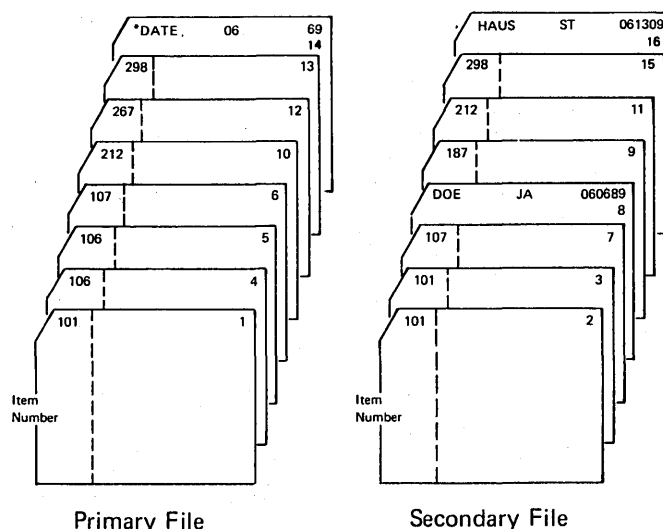 *DATE 06 69
14
298 13
267 12
212 10
107 6
106 5
106 4
101 1
Item
Number
Primary File
HAUS ST 061309
16
298 15
212 11
187 9
DOE JA 060689
8
107 7
101 3
101 2
Item
Number
Secondary File